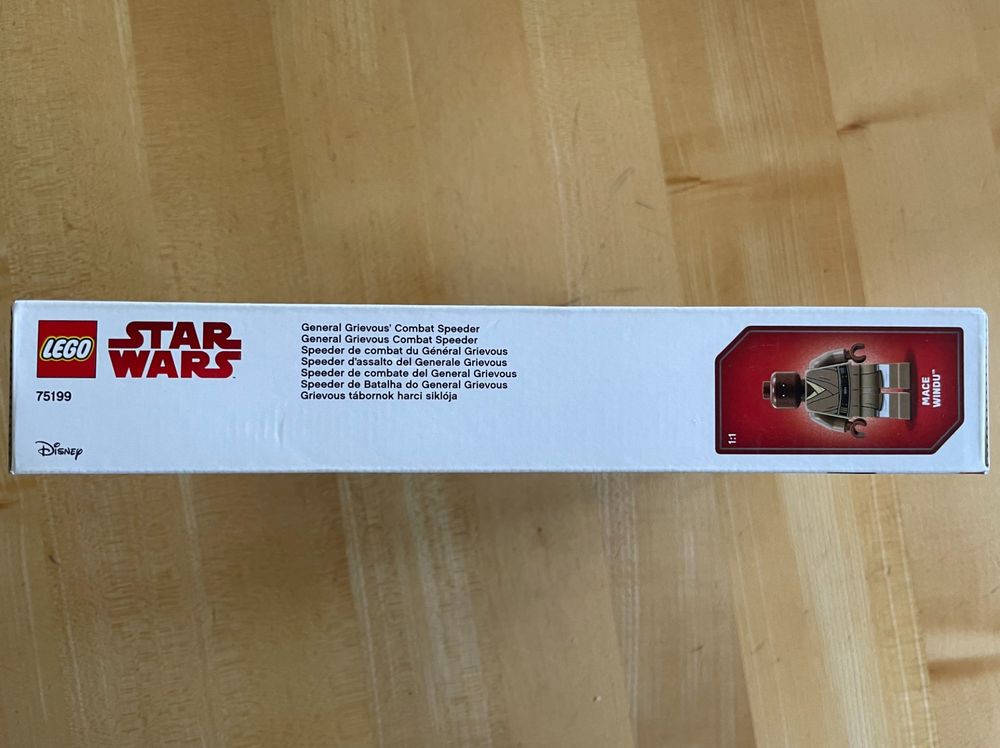 LEGO
STAR
WARS™
75199
Disney
General Grievous' Combat Speeder
General Grievous Combat Speeder
Speeder de combat du Général Grievous
Speeder d'assalto del Generale Grievous
Speeder de combate del General Grievous
Speeder de Batalha do General Grievous
Grievous tábornok harci siklója
1:1
MACE
WINDU™